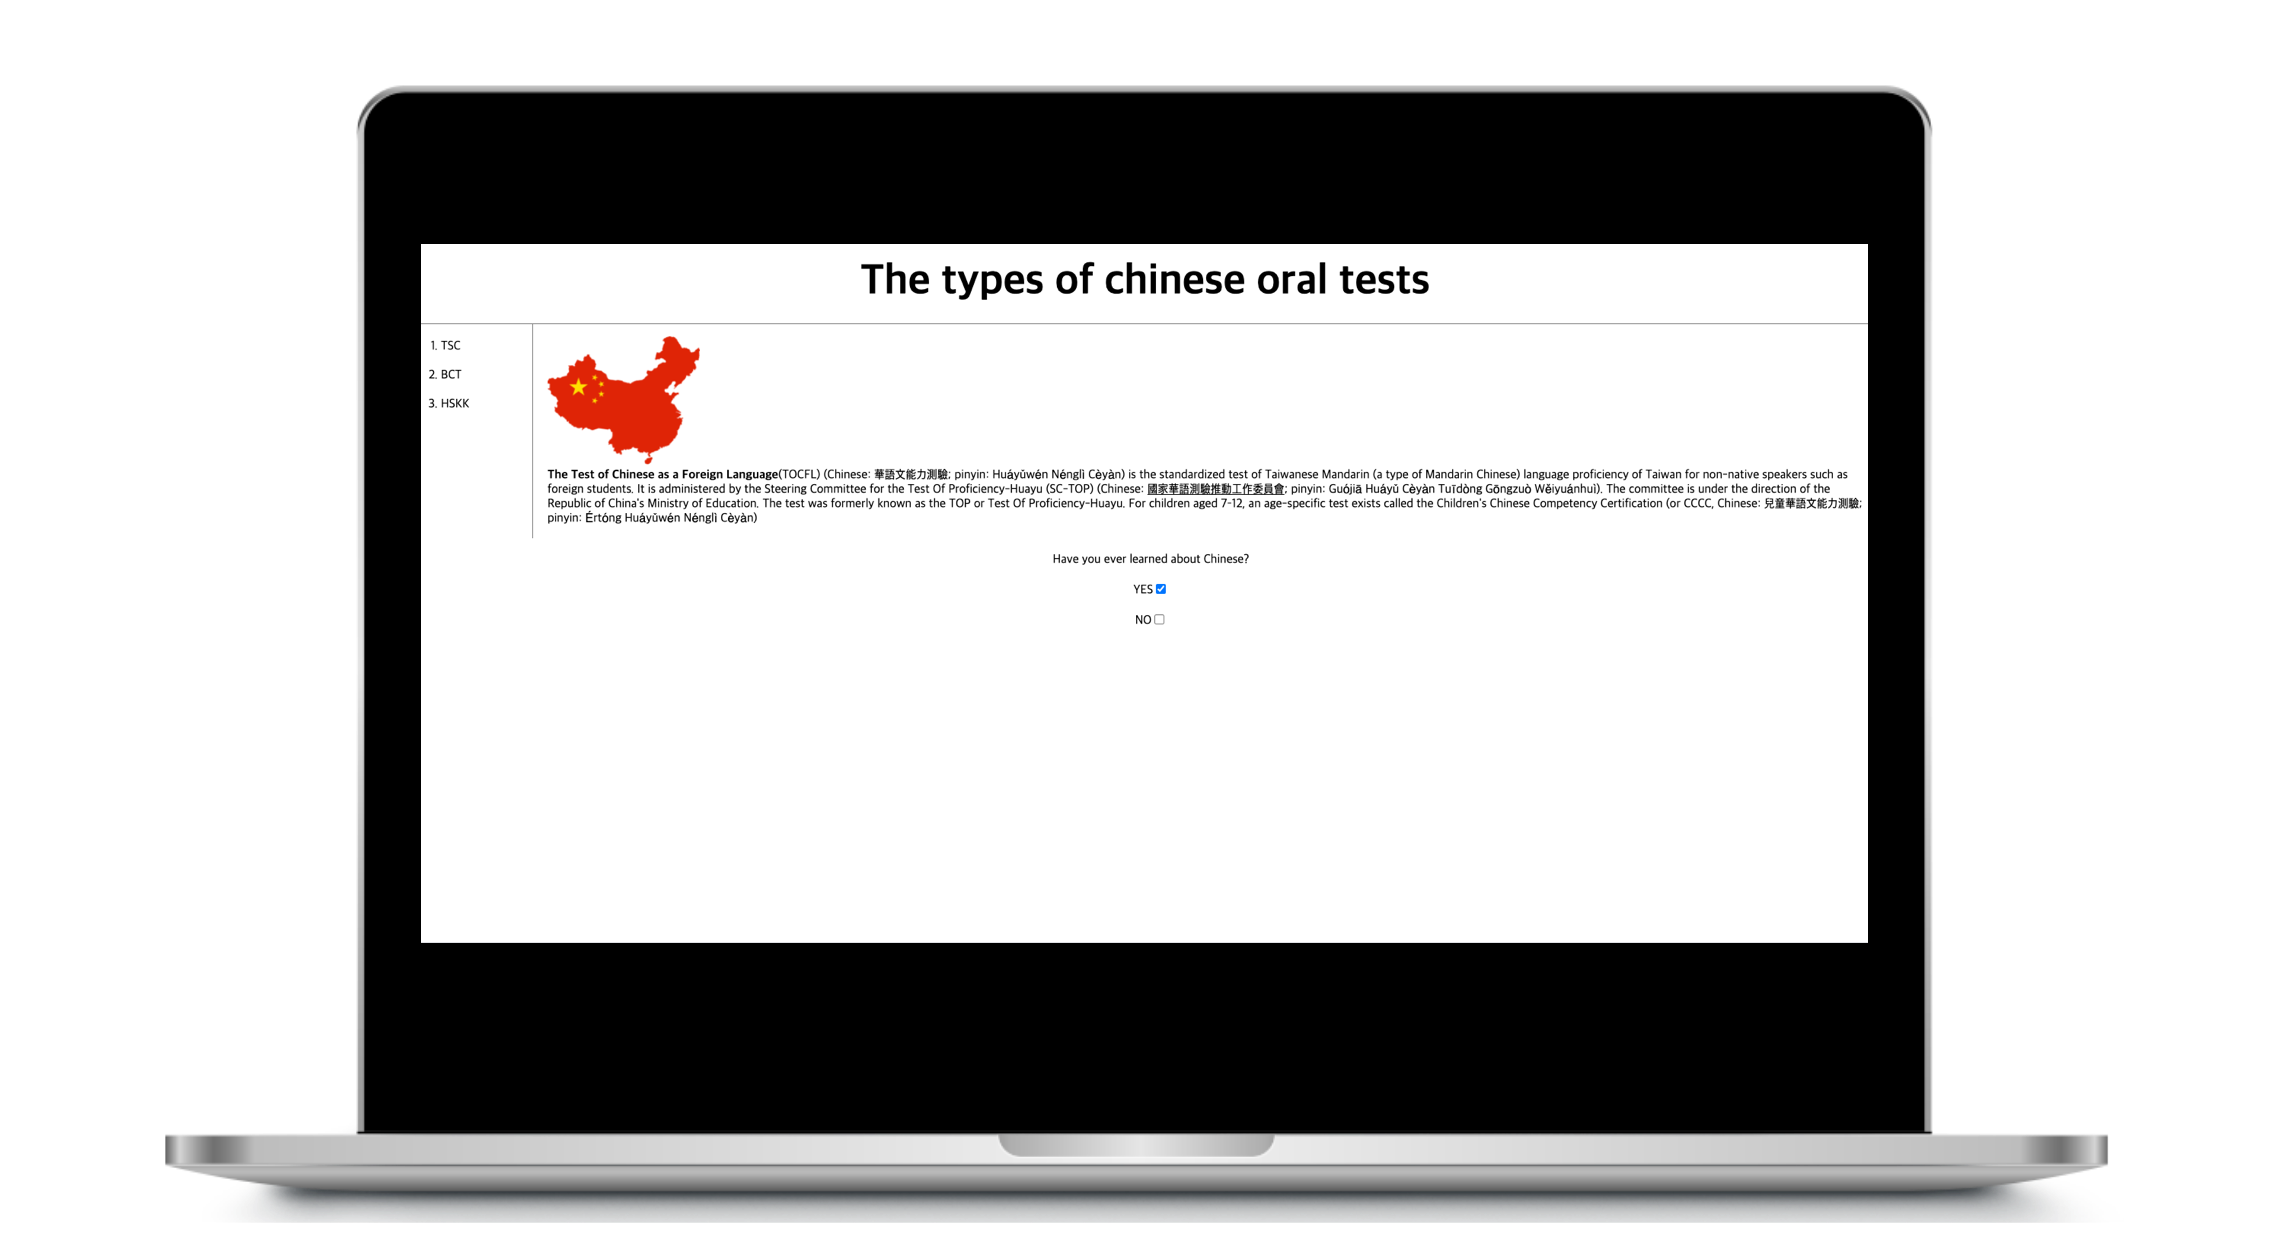 The types of chinese oral tests
1. TSC
2. BCT
3. HSKK
The Test of Chinese as a Foreign Language(TOCFL) (Chinese: 華語文能力測驗; pinyin: Huáyǔwén Nénglì Cèyàn) is the standardized test of Taiwanese Mandarin (a type of Mandarin Chinese) language proficiency of Taiwan for non-native speakers such as
foreign students. It is administered by the Steering Committee for the Test Of Proficiency-Huayu (SC-TOP) (Chinese: 國家華語測驗推動工作委員會; pinyin: Guójiā Huáyǔ Cèyàn Tuīdòng Gōngzuò Wěiyuánhuì). The committee is under the direction of the
Republic of China's Ministry of Education. The test was formerly known as the TOP or Test Of Proficiency-Huayu. For children aged 7-12, an age-specific test exists called the Children's Chinese Competency Certification (or CCCC, Chinese: 兒童華語文能力測驗;
pinyin: Értóng Huáyǔwén Nénglì Cèyàn)
Have you ever learned about Chinese?
YES
NO